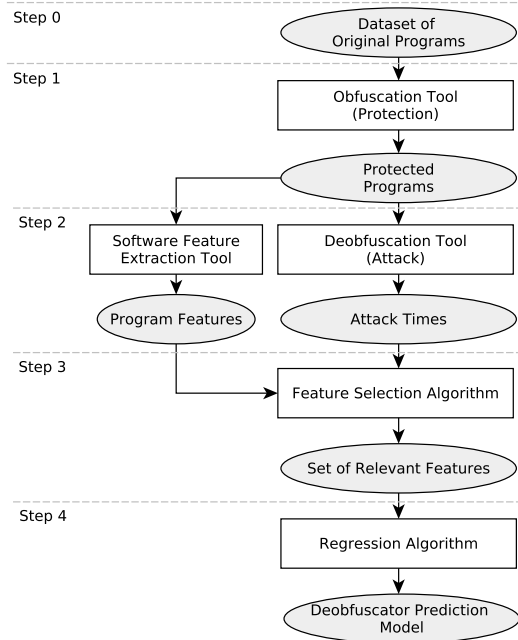 Step 0
Dataset of
Original Programs
Step 1
Obfuscation Tool
(Protection)
Protected
Programs
Step 2
Software Feature
Extraction Tool
Deobfuscation Tool
(Attack)
Program Features
Attack Times
Step 3
Feature Selection Algorithm
Set of Relevant Features
Step 4
Regression Algorithm
Deobfuscator Prediction
Model